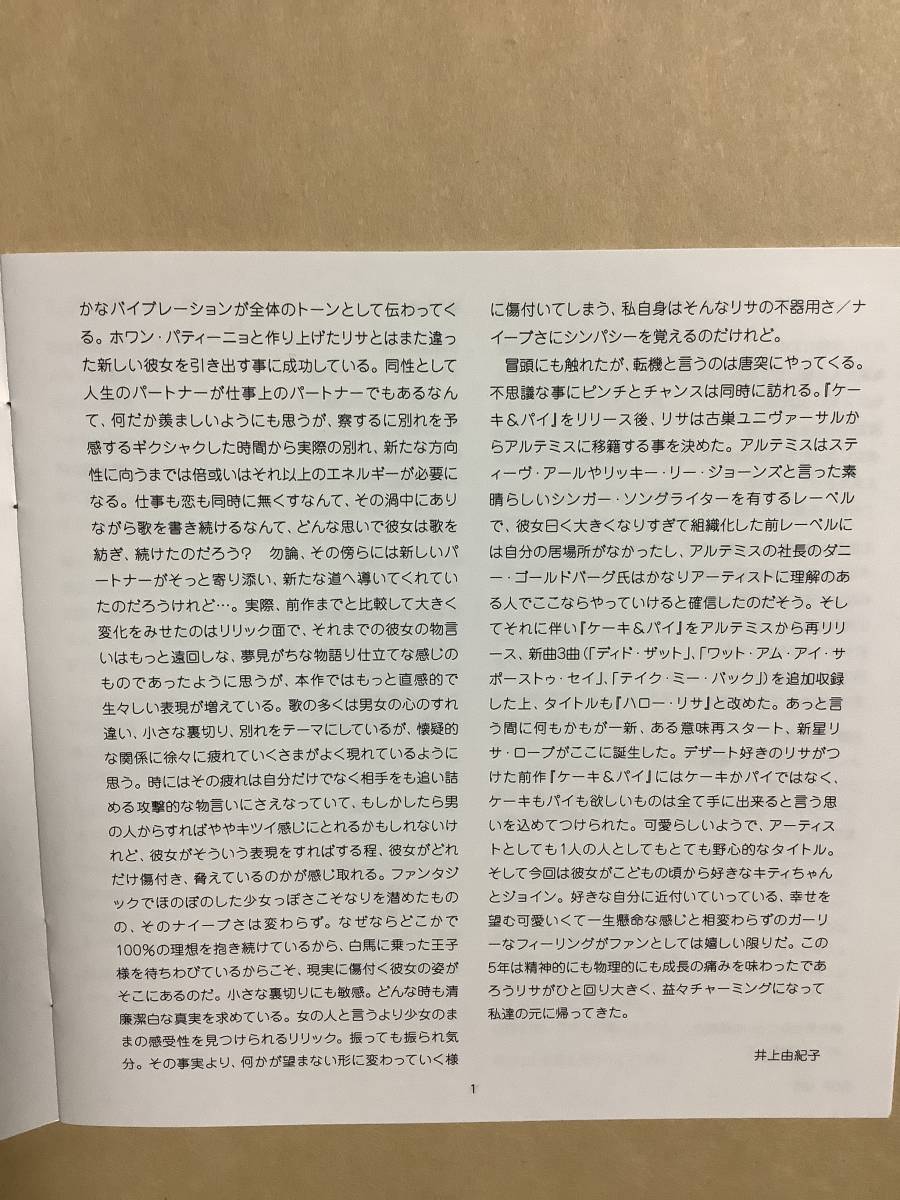 かなバイブレーションが全体のトーンとして伝わってく
る。ホワン・パティーニョと作り上げたリサとはまた違っ
た新しい彼女を引き出す事に成功している。同性として
人生のパートナーが仕事上のパートナーでもあるなん
て、何だか羨ましいようにも思うが、察するに別れを予
感するギクシャクした時間から実際の別れ、新たな方向
性に向うまでは倍或いはそれ以上のエネルギーが必要に
なる。仕事も恋も同時に無くすなんて、その渦中にあり
ながら歌を書き続けるなんて、どんな思いで彼女は歌を
紡ぎ、続けたのだろう?　勿論、その傍らには新しいパ
ートナーがそっと寄り添い、新たな道へ導いてくれてい
たのだろうけれど…。実際、前作までと比較して大きく
変化をみせたのはリリック面で、それまでの彼女の物言
いはもっと遠回しな、夢見がちな物語り仕立てな感じの
ものであったように思うが、本作ではもっと直感的で
生々しい表現が増えている。歌の多くは男女の心のすれ
違い、小さな裏切り、別れをテーマにしているが、懐疑的
な関係に徐々に疲れていくさまがよく現れているように
思う。時にはその疲れは自分だけでなく相手をも追い詰
める攻撃的な物言いにさえなっていて、もしかしたら男
の人からすればややキツイ感じにとれるかもしれないけ
れど、彼女がそういう表現をすればする程、彼女がどれ
だけ傷付き、脅えているのかが感じ取れる。ファンタジ
ックでほのぼのした少女っぽさこそなりを潜めたもの
の、そのナイーブさは変わらず。なぜならどこかで
100%の理想を抱き続けているから、白馬に乗った王子
様を待ちわびているからこそ、現実に傷付く彼女の姿が
そこにあるのだ。小さな裏切りにも敏感。どんな時も清
廉潔白な真実を求めている。女の人と言うより少女のま
まの感受性を見つけられるリリック。振っても振られ気
分。その事実より、何かが望まない形に変わっていく様
に傷付いてしまう、私自身はそんなリサの不器用さ/ナ
イーブさにシンパシーを覚えるのだけれど。
　冒頭にも触れたが、転機と言うのは唐突にやってくる。
不思議な事にピンチとチャンスは同時に訪れる。『ケー
キ&パイ』をリリース後、リサは古巣ユニヴァーサルか
らアルテミスに移籍する事を決めた。アルテミスはステ
ィーヴ・アールやリッキー・リー・ジョーンズと言った素
晴らしいシンガー・ソングライターを有するレーベル
で、彼女曰く大きくなりすぎて組織化した前レーベルに
は自分の居場所がなかったし、アルテミスの社長のダニ
ー・ゴールドバーグ氏はかなりアーティストに理解のあ
る人でここならやっていけると確信したのだそう。そし
てそれに伴い『ケーキ&パイ』をアルテミスから再リリ
ース、新曲3曲(「ディド・ザット」、「ワット・アム・アイ・サ
ポーストゥ・セイ」、「テイク・ミー・バック」)を追加収録
した上、タイトルも『ハロー・リサ』と改めた。あっと言
う間に何もかもが一新、ある意味再スタート、新星リ
サ・ローブがここに誕生した。デザート好きのリサがつ
けた前作『ケーキ&パイ』にはケーキかパイではなく、
ケーキもパイも欲しいものは全て手に出来ると言う思
いを込めてつけられた。可愛らしいようで、アーティス
トとしても1人の人としてもとても野心的なタイトル。
そして今回は彼女がこどもの頃から好きなキティちゃん
とジョイン。好きな自分に近付いていっている、幸せを
望む可愛いくて一生懸命な感じと相変わらずのガーリ
ーなフィーリングがファンとしては嬉しい限りだ。この
5年は精神的にも物理的にも成長の痛みを味わったであ
ろうリサがひと回り大きく、益々チャーミングになって
私達の元に帰ってきた。
井上由紀子
1